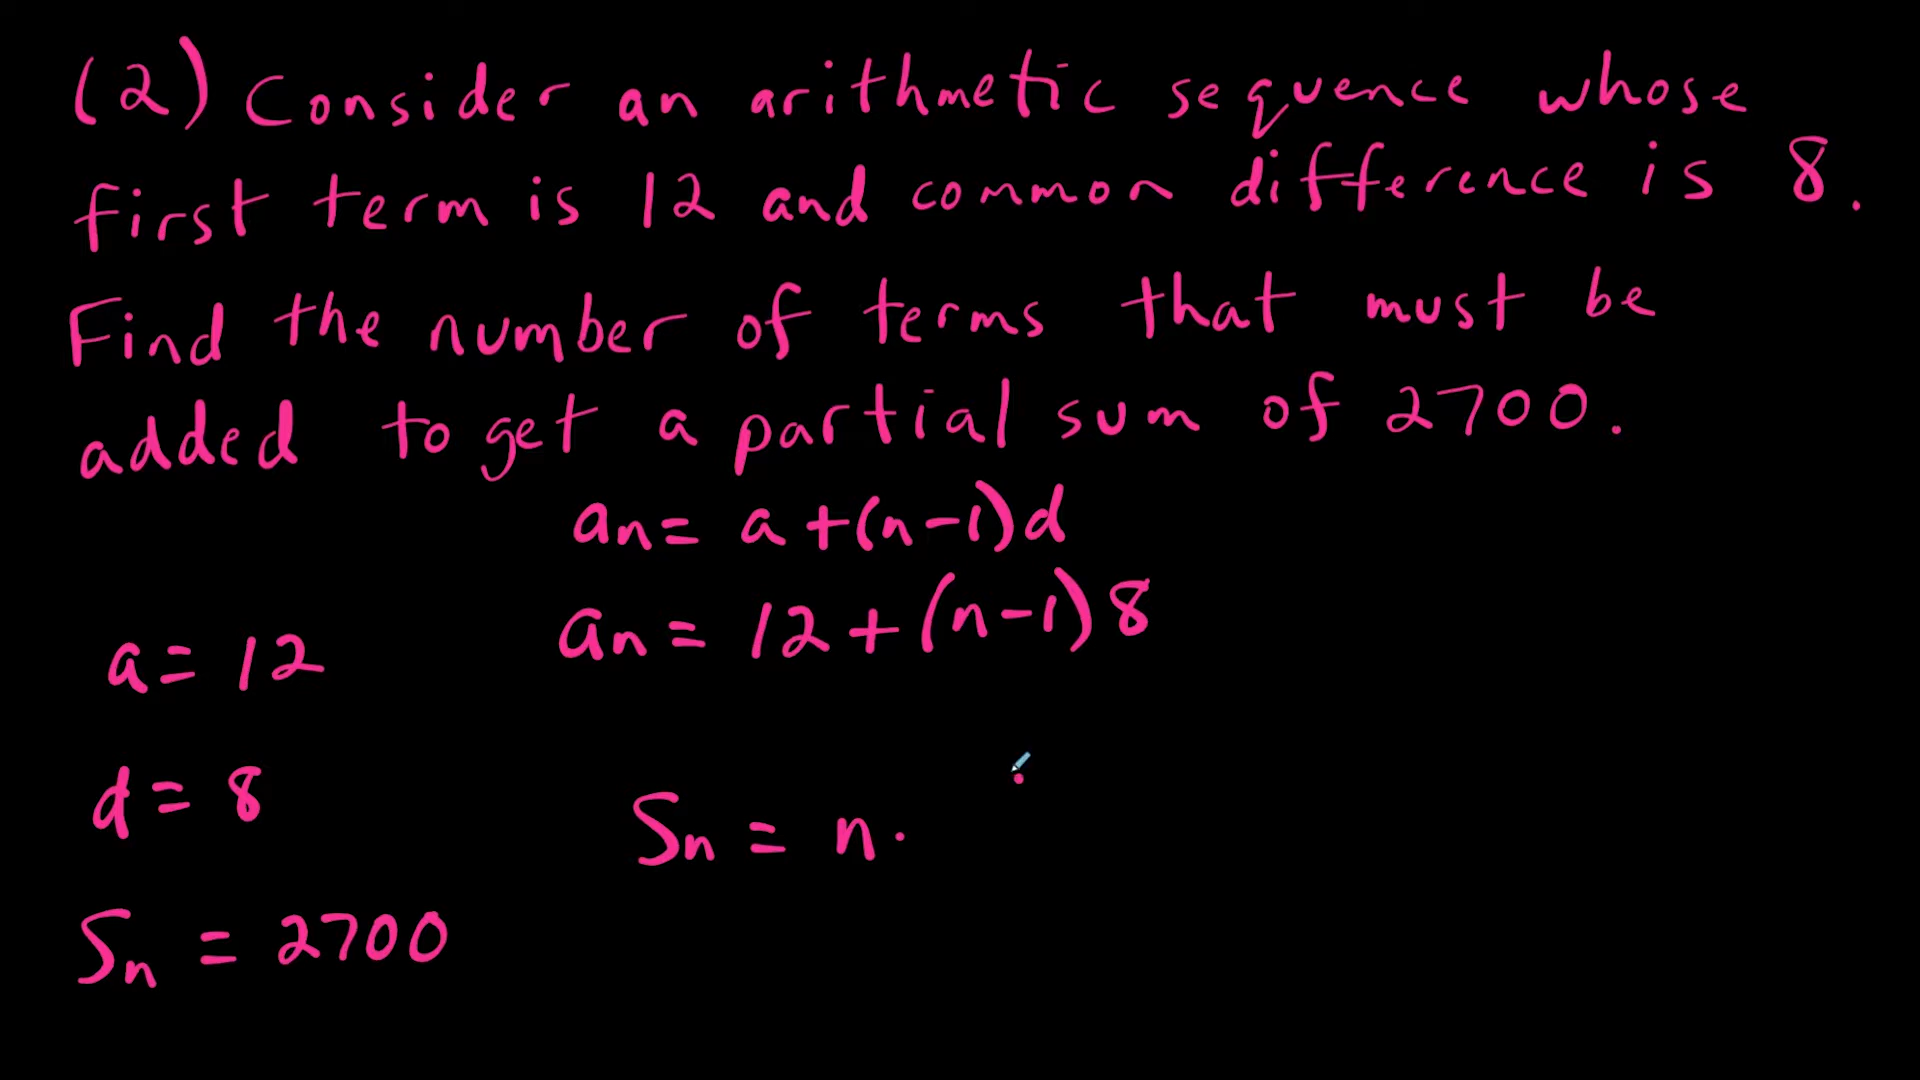 (2) Consider an arithmetic sequence whose
first term is 12 and common difference is 8.
Find the number of terms that must be
added to get a partial sum of 2700.
an = a+(n-1)d
an = 12+(n-1)8
a = 12
d = 8
Sn = n.
Sn = 2700